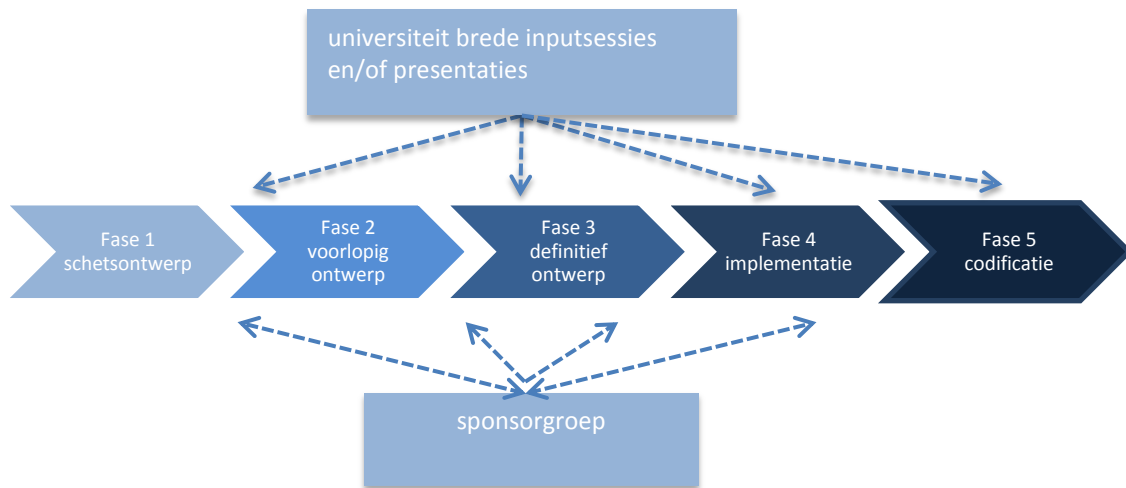 universiteit brede inputsessies
en/of presentaties
Fase 1
schetsontwerp
Fase 2
voorlopig
ontwerp
Fase 3
definitief
ontwerp
Fase 4
implementatie
Fase 5
codificatie
sponsorgroep